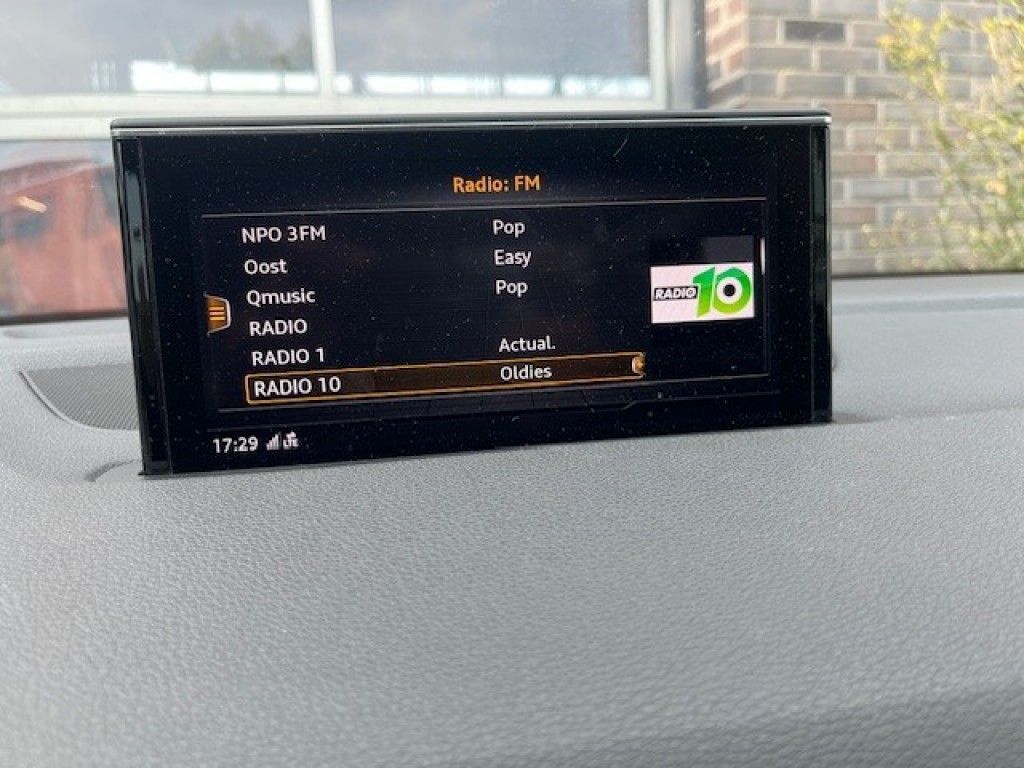 Radio: FM
NPO 3FM Pop
Oost Easy
Qmusic Pop
RADIO
RADIO 1 Actual.
RADIO 10 Oldies
RADIO 10
17:29 LTE